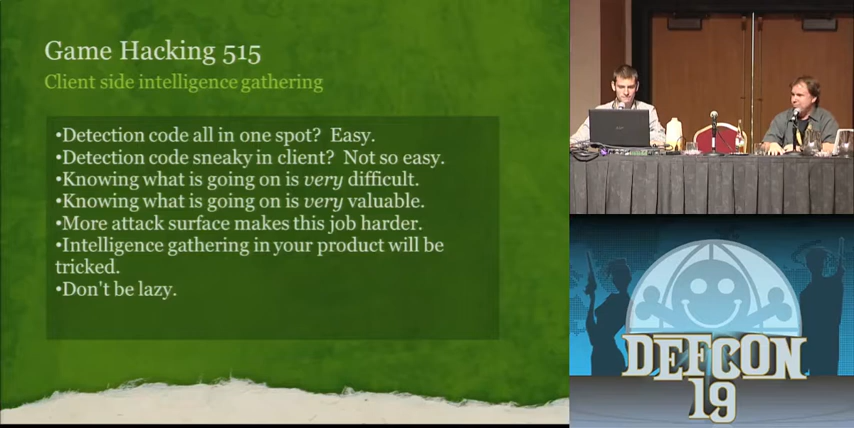 Game Hacking 515
Client side intelligence gathering
•Detection code all in one spot?  Easy.
•Detection code sneaky in client?  Not so easy.
•Knowing what is going on is very difficult.
•Knowing what is going on is very valuable.
•More attack surface makes this job harder.
•Intelligence gathering in your product will be
tricked.
•Don't be lazy.
DEFCON
19